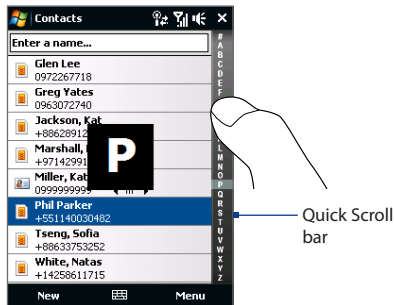 Contacts
Enter a name...
Glen Lee
0972267718
Greg Yates
0963072740
Jackson, Kat
+88628912
Marshall,
+97142991
Miller, Kat
0999999999
Phil Parker
+551140030482
Tseng, Sofia
+88633753252
White, Natas
+14258611715
P
#
A
B
C
D
E
F
L
M
N
O
P
Q
R
S
T
U
V
W
X
Y
Z
New
Menu
Quick Scroll
bar